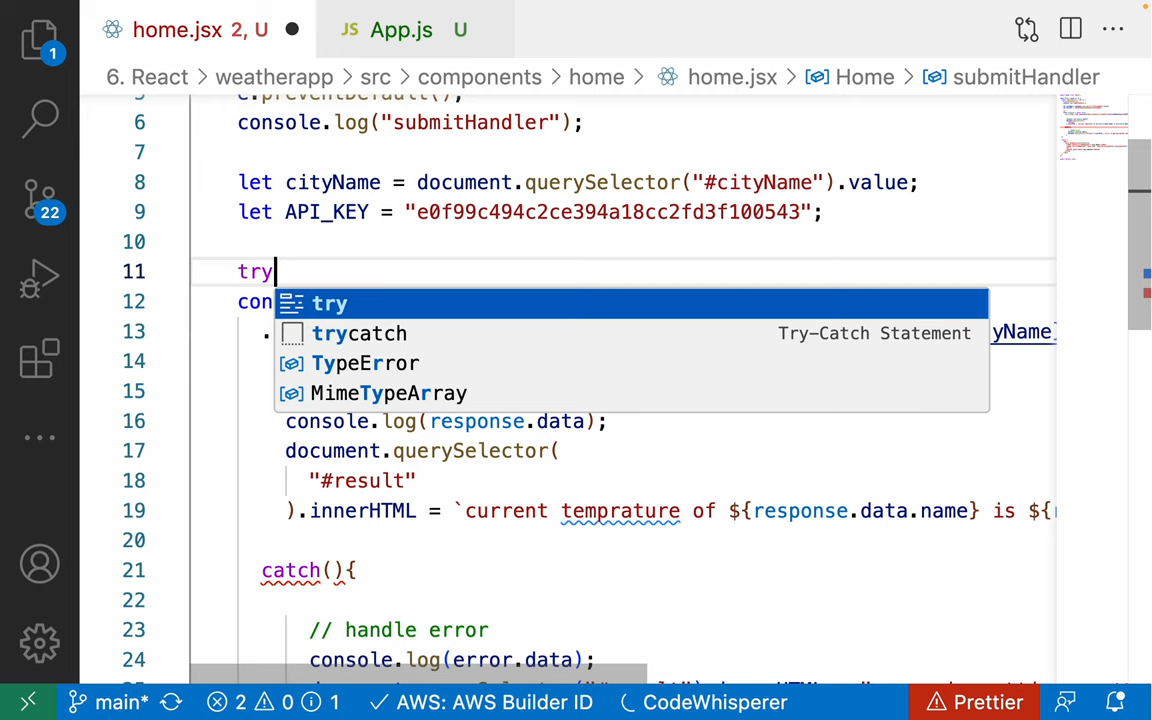 1
home.jsx 2, U
JS App.js U
6. React > weatherapp > src > components > home > home.jsx > Home > submitHandler
5 e.preventDefault();
6 console.log("submitHandler");
7
8 let cityName = document.querySelector("#cityName").value;
9 let API_KEY = "e0f99c494c2ce394a18cc2fd3f100543";
10
11 try
12 con
try
13 .
trycatch Try-Catch Statement
yName}
14
TypeError
15
MimeTypeArray
16 console.log(response.data);
17 document.querySelector(
18 "#result"
19 ).innerHTML = `current temprature of ${response.data.name} is ${
20
21 catch(){
22
23 // handle error
24 console.log(error.data);
22
main* 2 0 1 AWS: AWS Builder ID CodeWhisperer Prettier